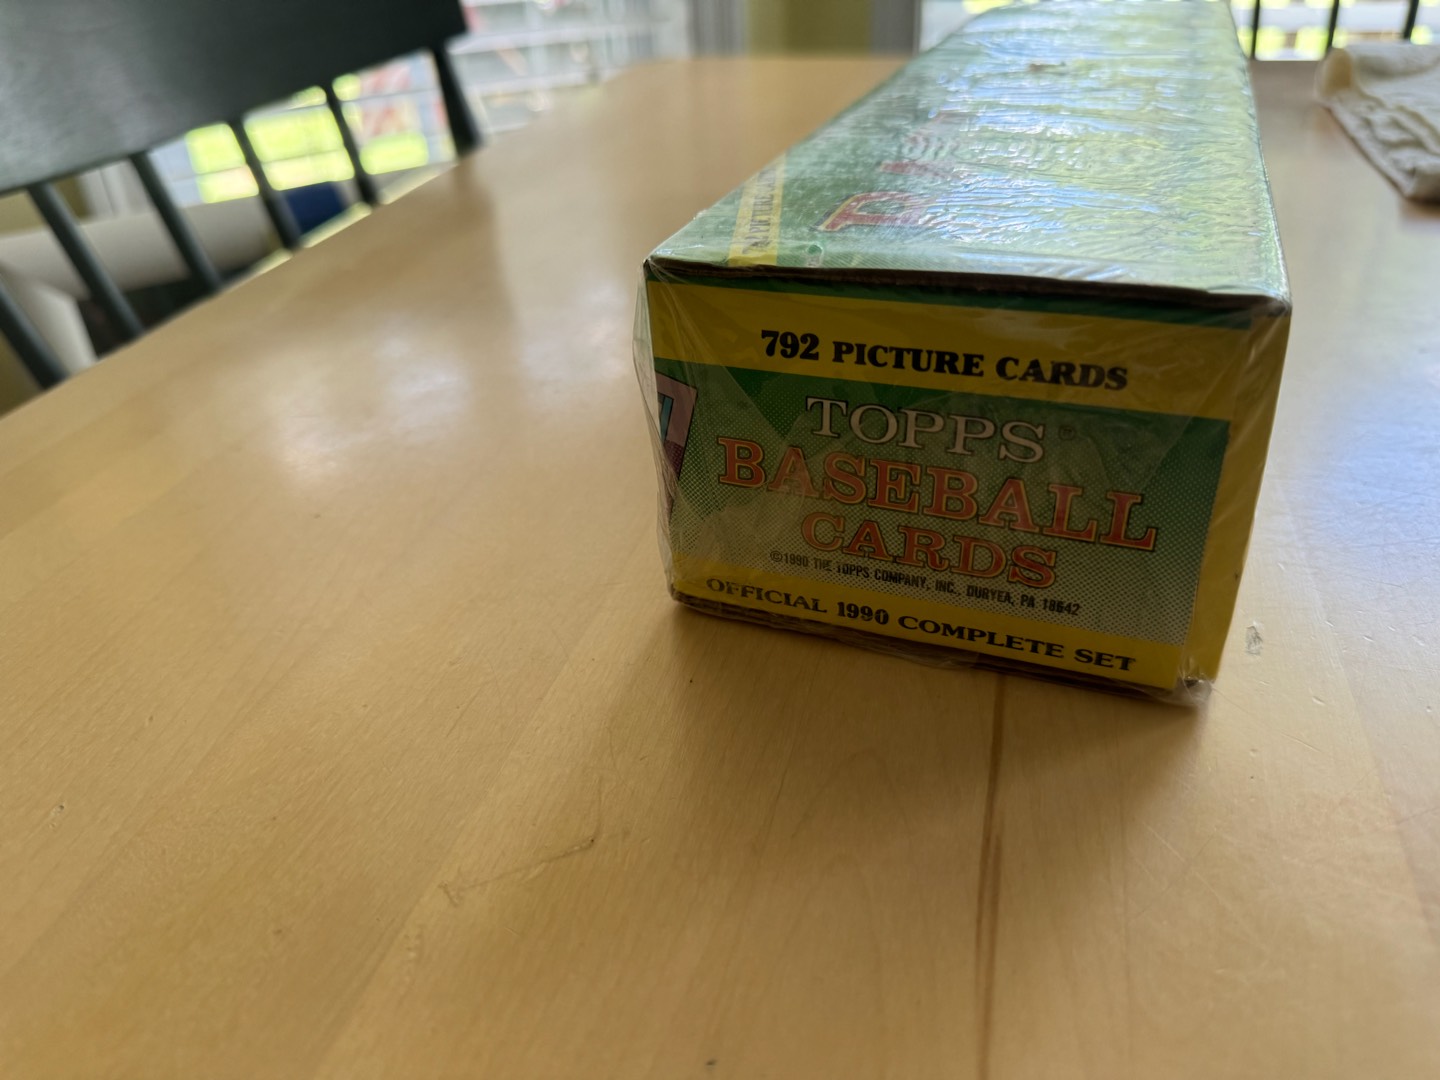 792 PICTURE CARDS
TOPPS®
BASEBALL
CARDS
©1990 THE TOPPS COMPANY, INC., DURYEA, PA 18642
OFFICIAL 1990 COMPLETE SET